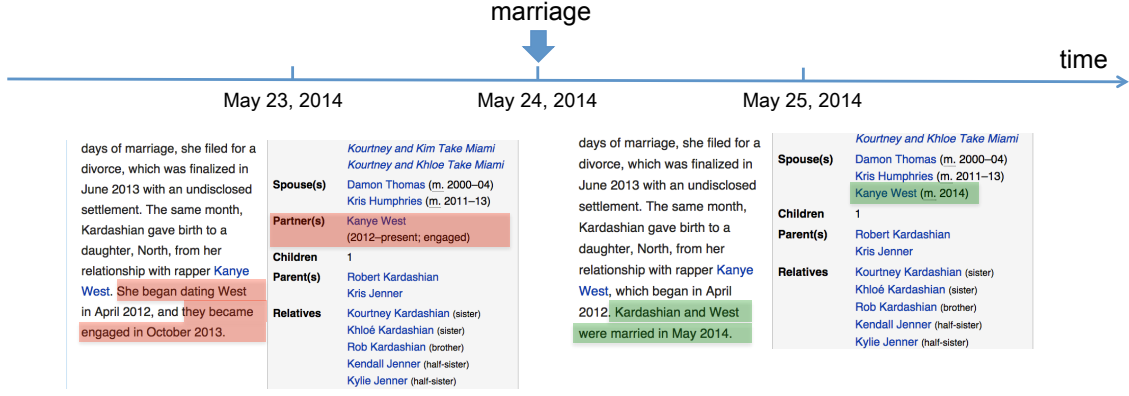 marriage
time
May 23, 2014
May 24, 2014
May 25, 2014
days of marriage, she filed for a
divorce, which was finalized in
June 2013 with an undisclosed
settlement. The same month,
Kardashian gave birth to a
daughter, North, from her
relationship with rapper Kanye
West. She began dating West
in April 2012, and they became
engaged in October 2013.
Kourtney and Kim Take Miami
Kourtney and Khloe Take Miami
Spouse(s) Damon Thomas (m. 2000–04)
Kris Humphries (m. 2011–13)
Partner(s) Kanye West
(2012–present; engaged)
Children 1
Parent(s) Robert Kardashian
Kris Jenner
Relatives Kourtney Kardashian (sister)
Khloé Kardashian (sister)
Rob Kardashian (brother)
Kendall Jenner (half-sister)
Kylie Jenner (half-sister)
days of marriage, she filed for a
divorce, which was finalized in
June 2013 with an undisclosed
settlement. The same month,
Kardashian gave birth to a
daughter, North, from her
relationship with rapper Kanye
West, which began in April
2012. Kardashian and West
were married in May 2014.
Kourtney and Khloe Take Miami
Spouse(s) Damon Thomas (m. 2000–04)
Kris Humphries (m. 2011–13)
Kanye West (m. 2014)
Children 1
Parent(s) Robert Kardashian
Kris Jenner
Relatives Kourtney Kardashian (sister)
Khloé Kardashian (sister)
Rob Kardashian (brother)
Kendall Jenner (half-sister)
Kylie Jenner (half-sister)